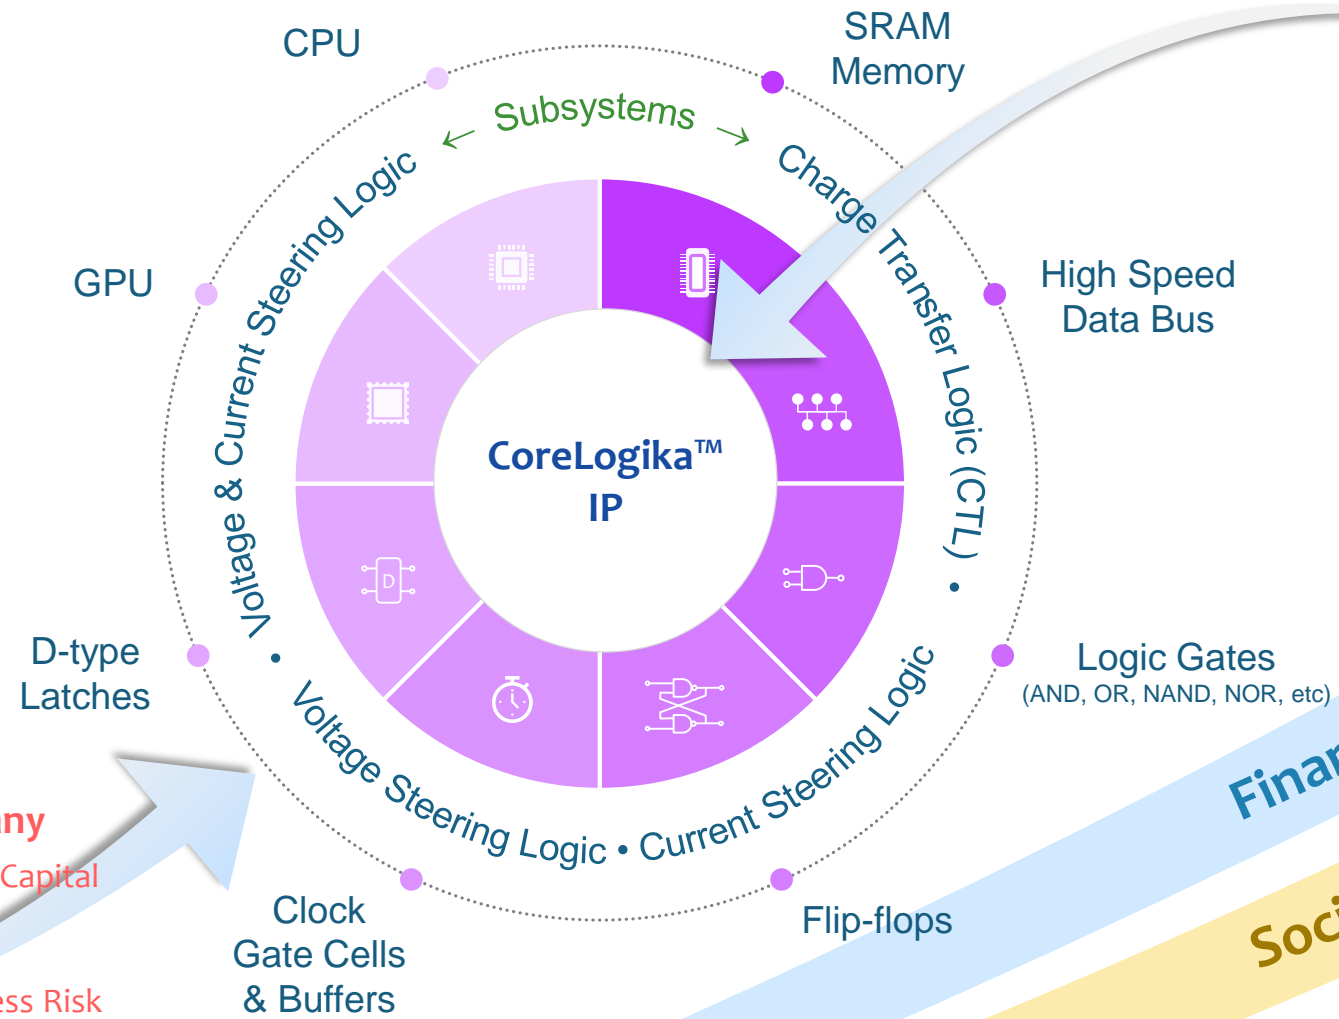 CPU
SRAM
Memory
← Subsystems →
Voltage & Current Steering Logic
Charge Transfer Logic (CTL) •
GPU
High Speed
Data Bus
CoreLogika™
IP
D
D-type
Latches
Logic Gates
(AND, OR, NAND, NOR, etc)
• Voltage Steering Logic • Current Steering Logic
Capital
Clock
Gate Cells
& Buffers
Flip-flops
Risk